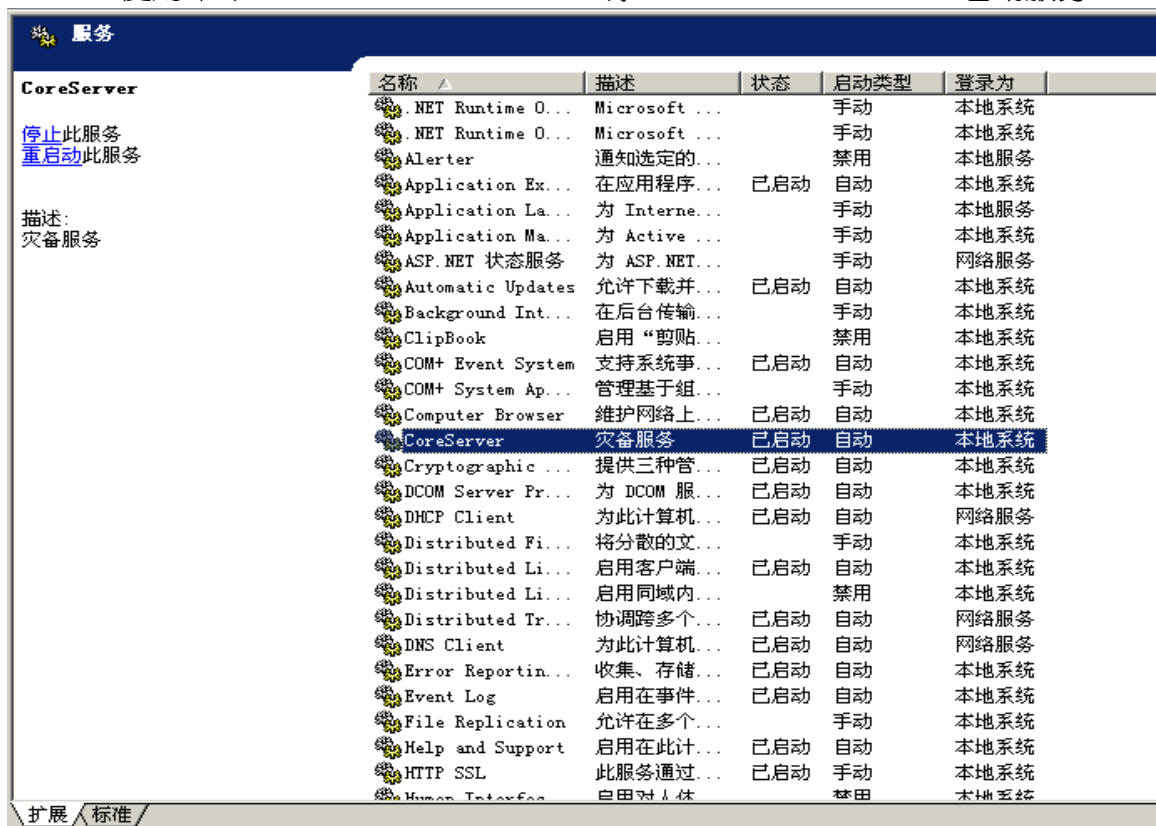 服务
CoreServer
停止此服务
重启动此服务
描述:
灾备服务
名称 描述 状态 启动类型 登录为
.NET Runtime O... Microsoft ... 手动 本地系统
.NET Runtime O... Microsoft ... 手动 本地系统
Alerter 通知选定的... 禁用 本地服务
Application Ex... 在应用程序... 已启动 自动 本地系统
Application La... 为 Interne... 手动 本地服务
Application Ma... 为 Active ... 手动 本地系统
ASP.NET 状态服务 为 ASP.NET... 手动 网络服务
Automatic Updates 允许下载并... 已启动 自动 本地系统
Background Int... 在后台传输... 手动 本地系统
ClipBook 启用“剪贴... 禁用 本地系统
COM+ Event System 支持系统事... 已启动 自动 本地系统
COM+ System Ap... 管理基于组... 手动 本地系统
Computer Browser 维护网络上... 已启动 自动 本地系统
CoreServer 灾备服务 已启动 自动 本地系统
Cryptographic ... 提供三种管... 已启动 自动 本地系统
DCOM Server Pr... 为 DCOM 服... 已启动 自动 本地系统
DHCP Client 为此计算机... 已启动 自动 网络服务
Distributed Fi... 将分散的文... 手动 本地系统
Distributed Li... 启用客户端... 已启动 自动 本地系统
Distributed Li... 启用同域内... 禁用 本地系统
Distributed Tr... 协调跨多个... 已启动 自动 网络服务
DNS Client 为此计算机... 已启动 自动 网络服务
Error Reportin... 收集、存储... 已启动 自动 本地系统
Event Log 启用在事件... 已启动 自动 本地系统
File Replication 允许在多个... 手动 本地系统
Help and Support 启用在此计... 已启动 自动 本地系统
HTTP SSL 此服务通过... 已启动 手动 本地系统
Human Interfac... 启用对人体... 禁用 本地系统
扩展 标准